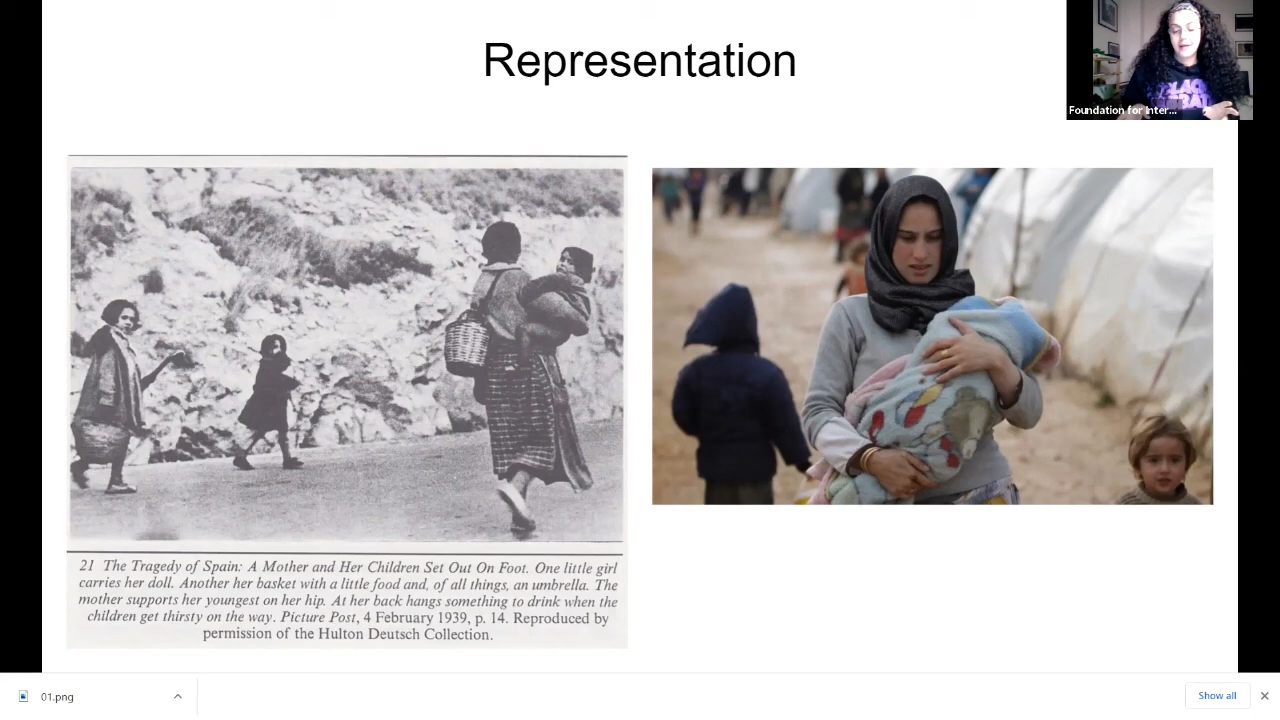 Representation
Foundation for Inter...
21 The Tragedy of Spain: A Mother and Her Children Set Out On Foot. One little girl
carries her doll. Another her basket with a little food and, of all things, an umbrella. The
mother supports her youngest on her hip. At her back hangs something to drink when the
children get thirsty on the way. Picture Post, 4 February 1939, p. 14. Reproduced by
permission of the Hulton Deutsch Collection.
01.png
Show all